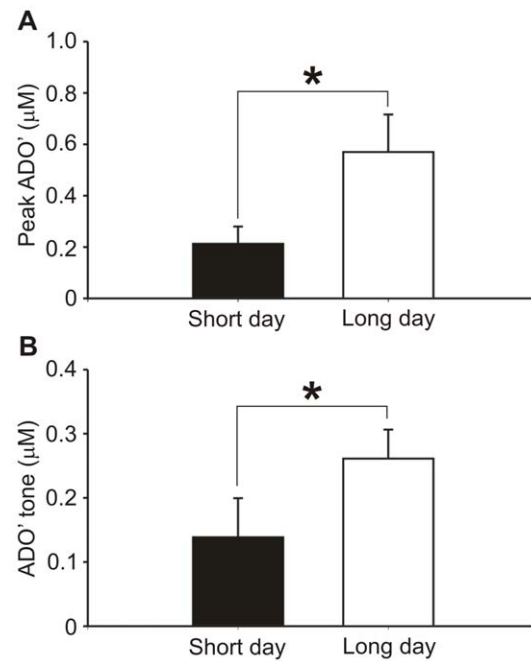 A
Peak ADO' (μM)
1.0
0.8
0.6
0.4
0.2
0
*
Short day Long day
B
ADO' tone (μM)
0.4
0.3
0.2
0.1
0
*
Short day Long day